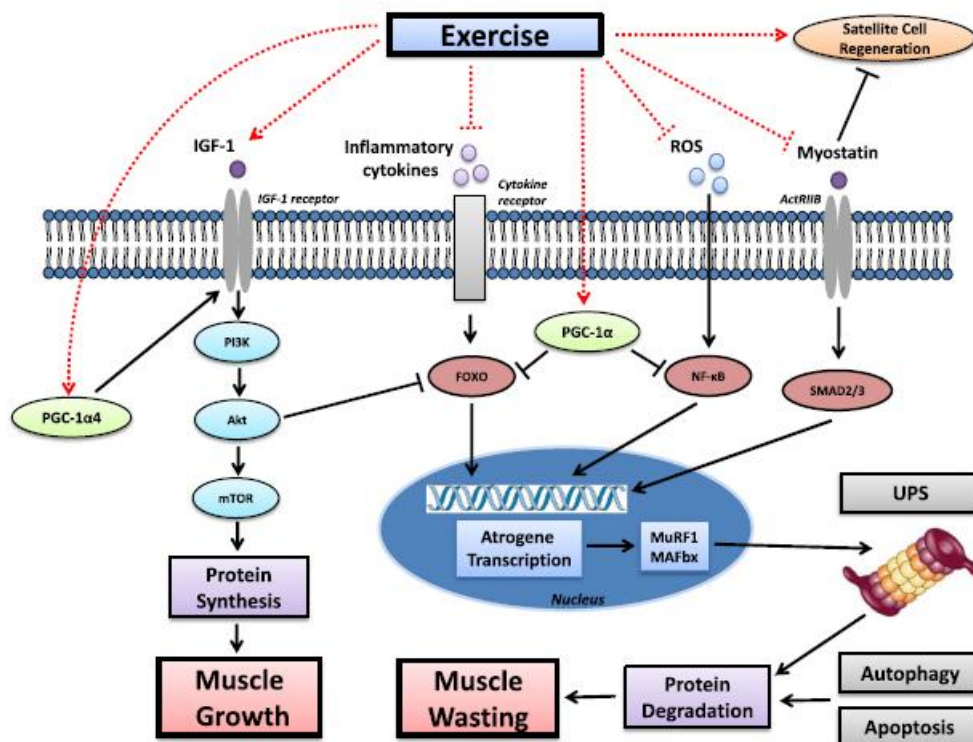 Exercise
Satellite Cell
Regeneration
IGF-1
Inflammatory
cytokines
ROS
Myostatin
IGF-1 receptor
Cytokine
receptor
ActRIIB
PI3K
PGC-1α
FOXO
NF-κB
SMAD2/3
PGC-1α4
Akt
mTOR
UPS
Atrogene
Transcription
MuRF1
MAFbx
Nucleus
Protein
Synthesis
Muscle
Growth
Muscle
Wasting
Protein
Degradation
Autophagy
Apoptosis